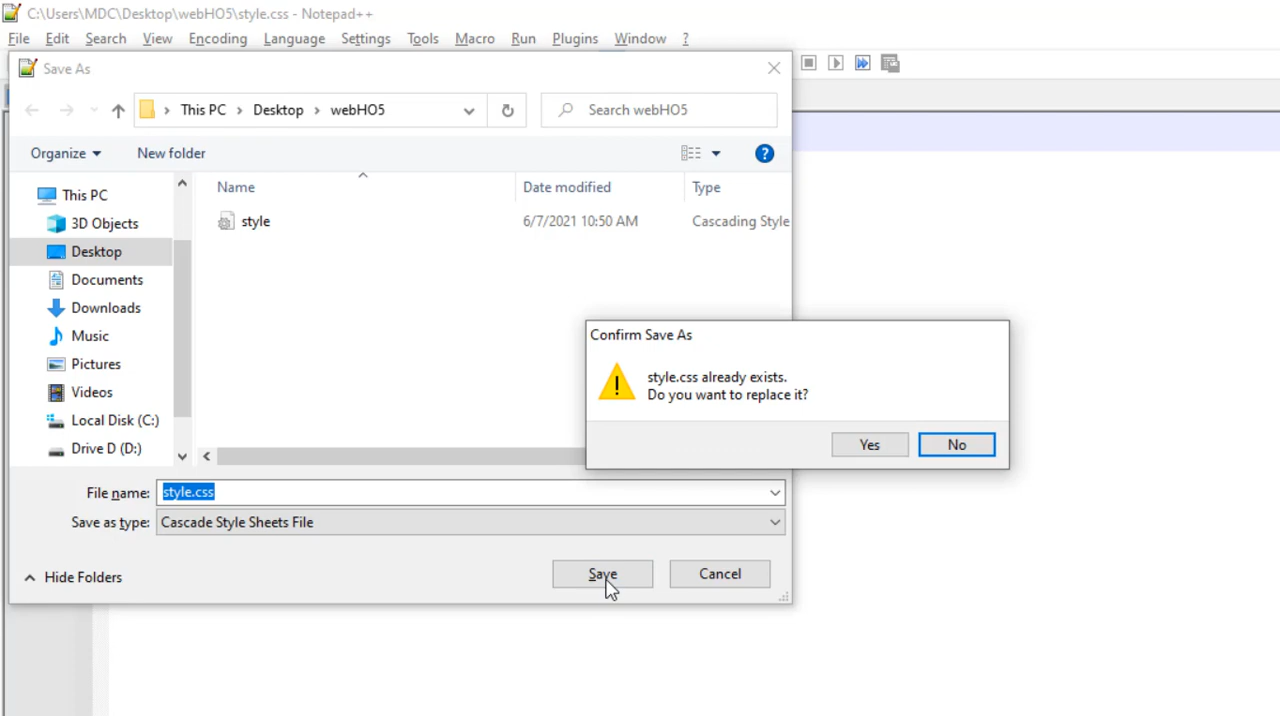 C:\Users\MDC\Desktop\webHO5\style.css - Notepad++
File Edit Search View Encoding Language Settings Tools Macro Run Plugins Window ?
Save As
This PC > Desktop > webHO5
Search webHO5
Organize
New folder
Name Date modified Type
style 6/7/2021 10:50 AM Cascading Style
This PC
3D Objects
Desktop
Documents
Downloads
Music
Pictures
Videos
Local Disk (C:)
Drive D (D:)
Confirm Save As
style.css already exists.
Do you want to replace it?
Yes No
File name: style.css
Save as type: Cascade Style Sheets File
Hide Folders
Save Cancel